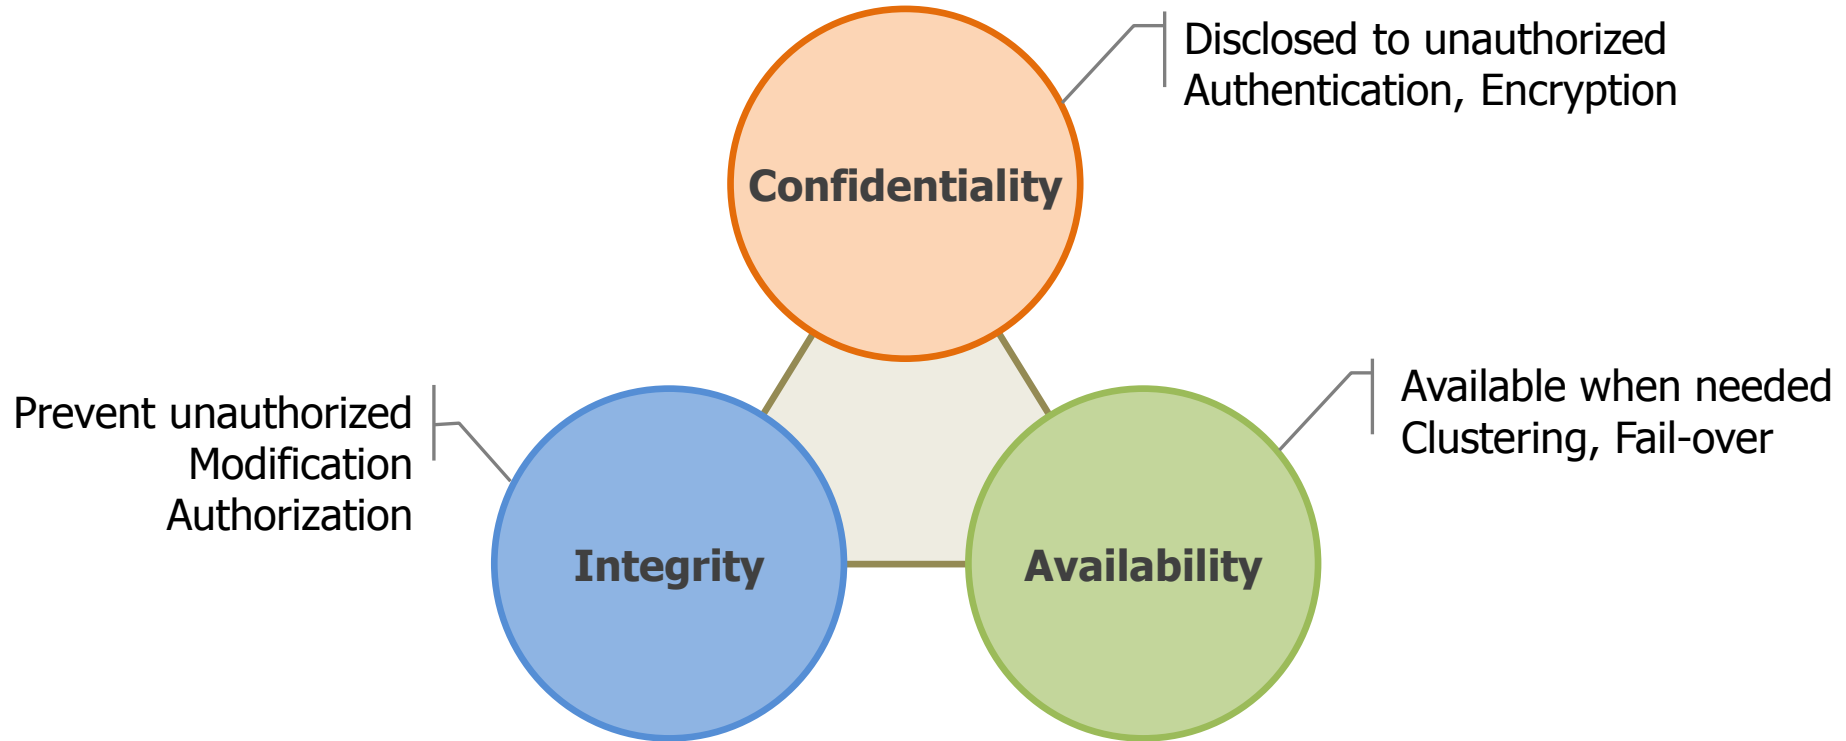 Disclosed to unauthorized
Authentication, Encryption
Confidentiality
Prevent unauthorized
Modification
Authorization
Available when needed
Clustering, Fail-over
Integrity
Availability